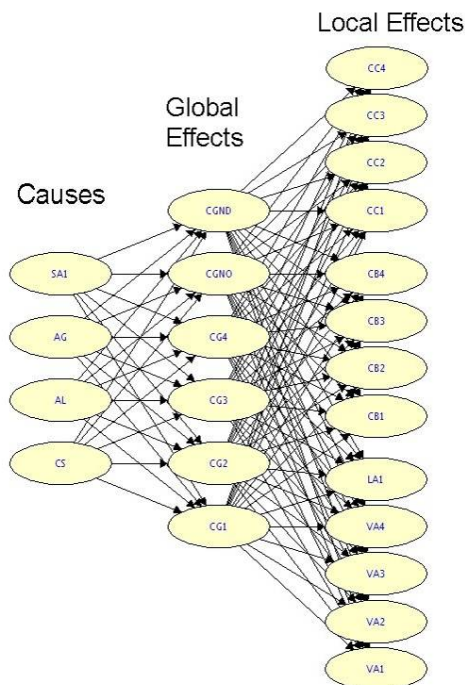 Local Effects
CC4
Global
Effects
CC3
CC2
Causes
CGND
CC1
SA1
CGNO
CB4
AG
CG4
CB3
CB2
AL
CG3
CB1
CS
CG2
LA1
CG1
VA4
VA3
VA2
VA1